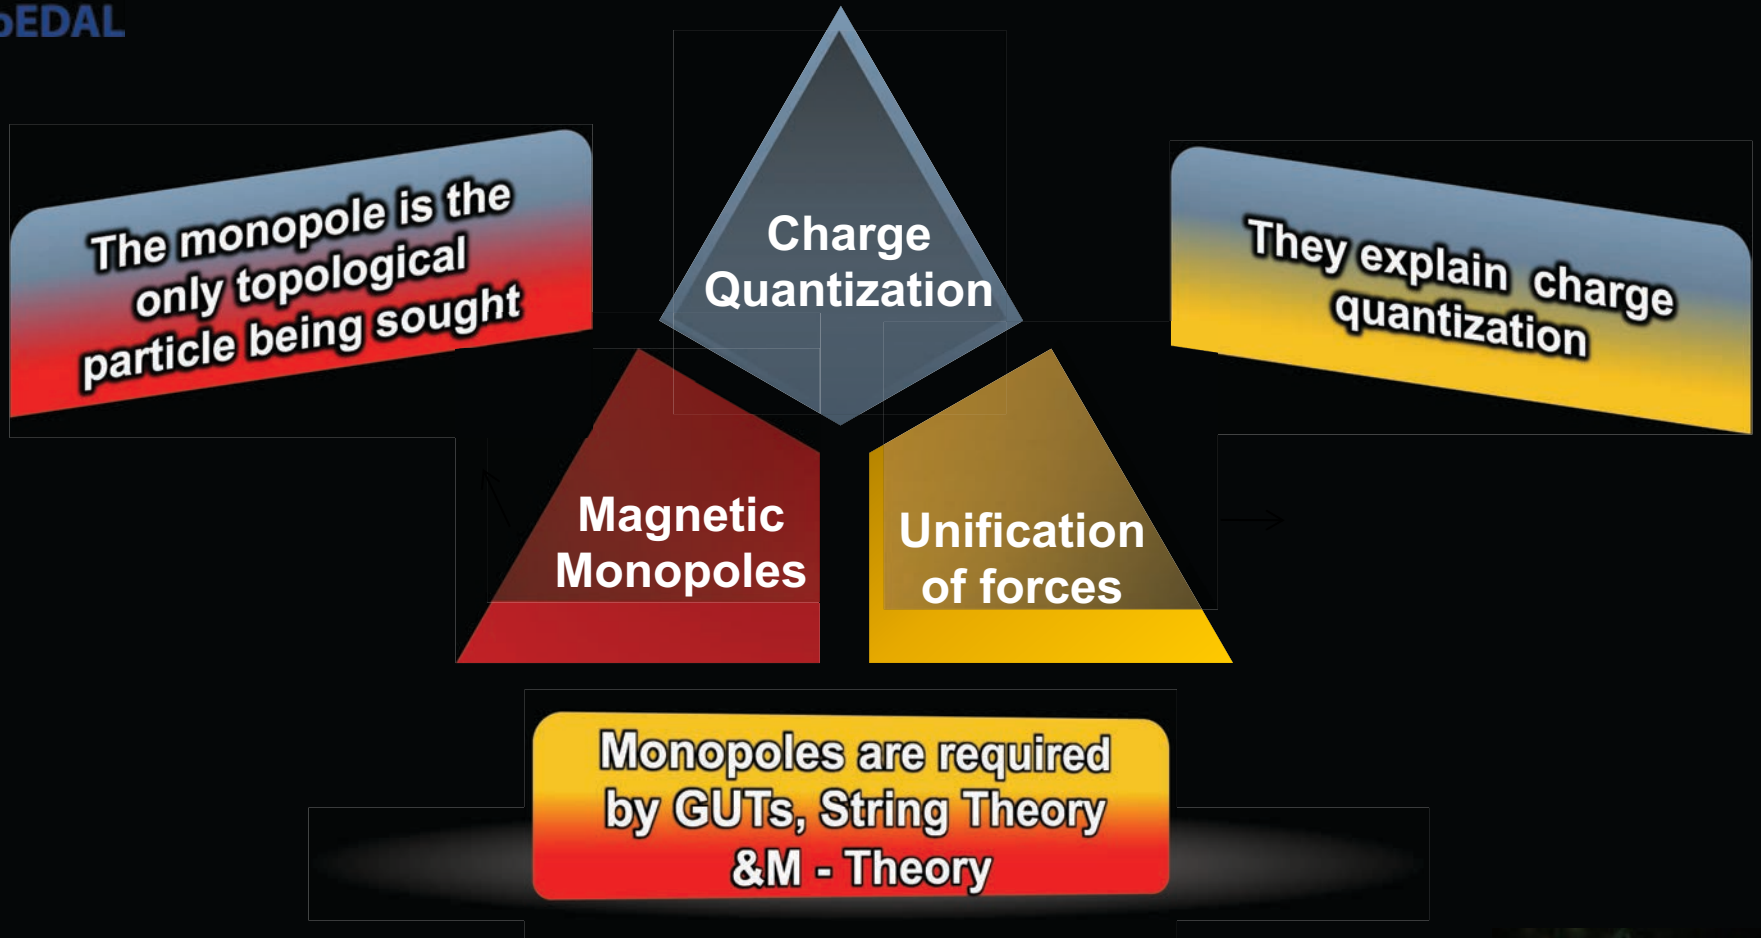 oEDAL
The monopole is the
only topological
particle being sought
Charge
Quantization
They explain charge
quantization
Magnetic
Monopoles
Unification
of forces
Monopoles are required
by GUTs, String Theory
&M - Theory